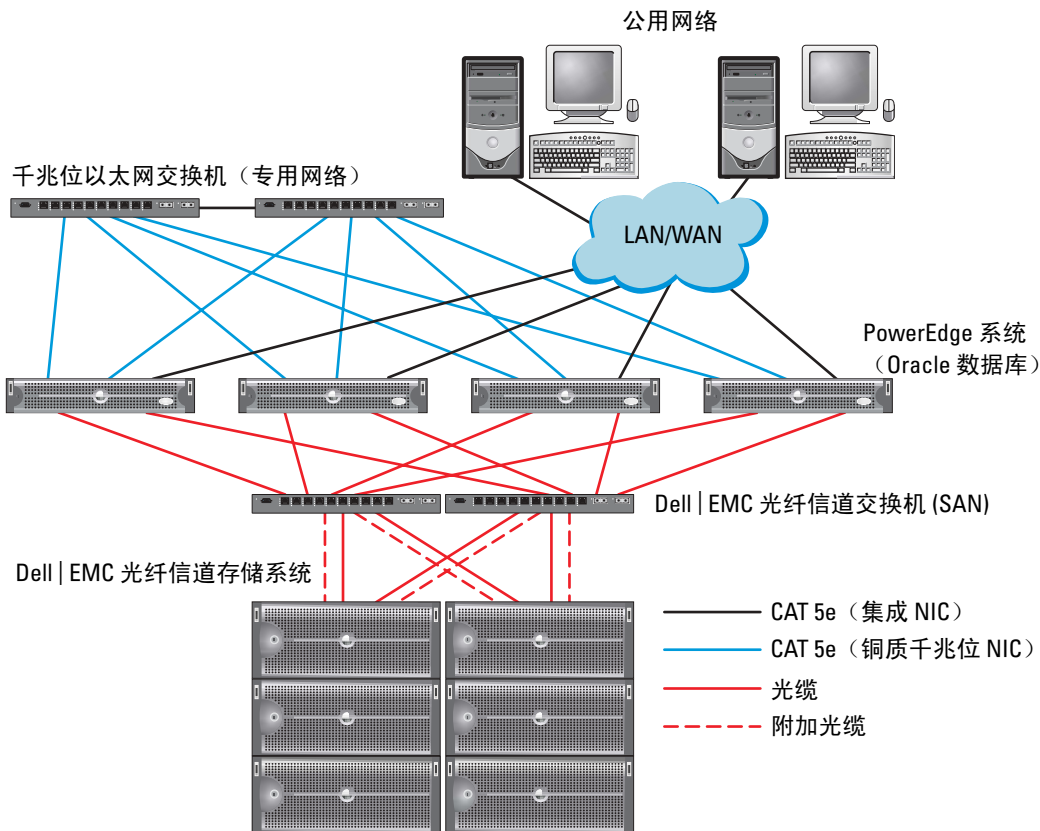 公用网络
千兆位以太网交换机（专用网络）
LAN/WAN
PowerEdge 系统
（Oracle 数据库）
Dell | EMC 光纤信道交换机 (SAN)
Dell | EMC 光纤信道存储系统
CAT 5e（集成 NIC）
CAT 5e（铜质千兆位 NIC）
光缆
附加光缆